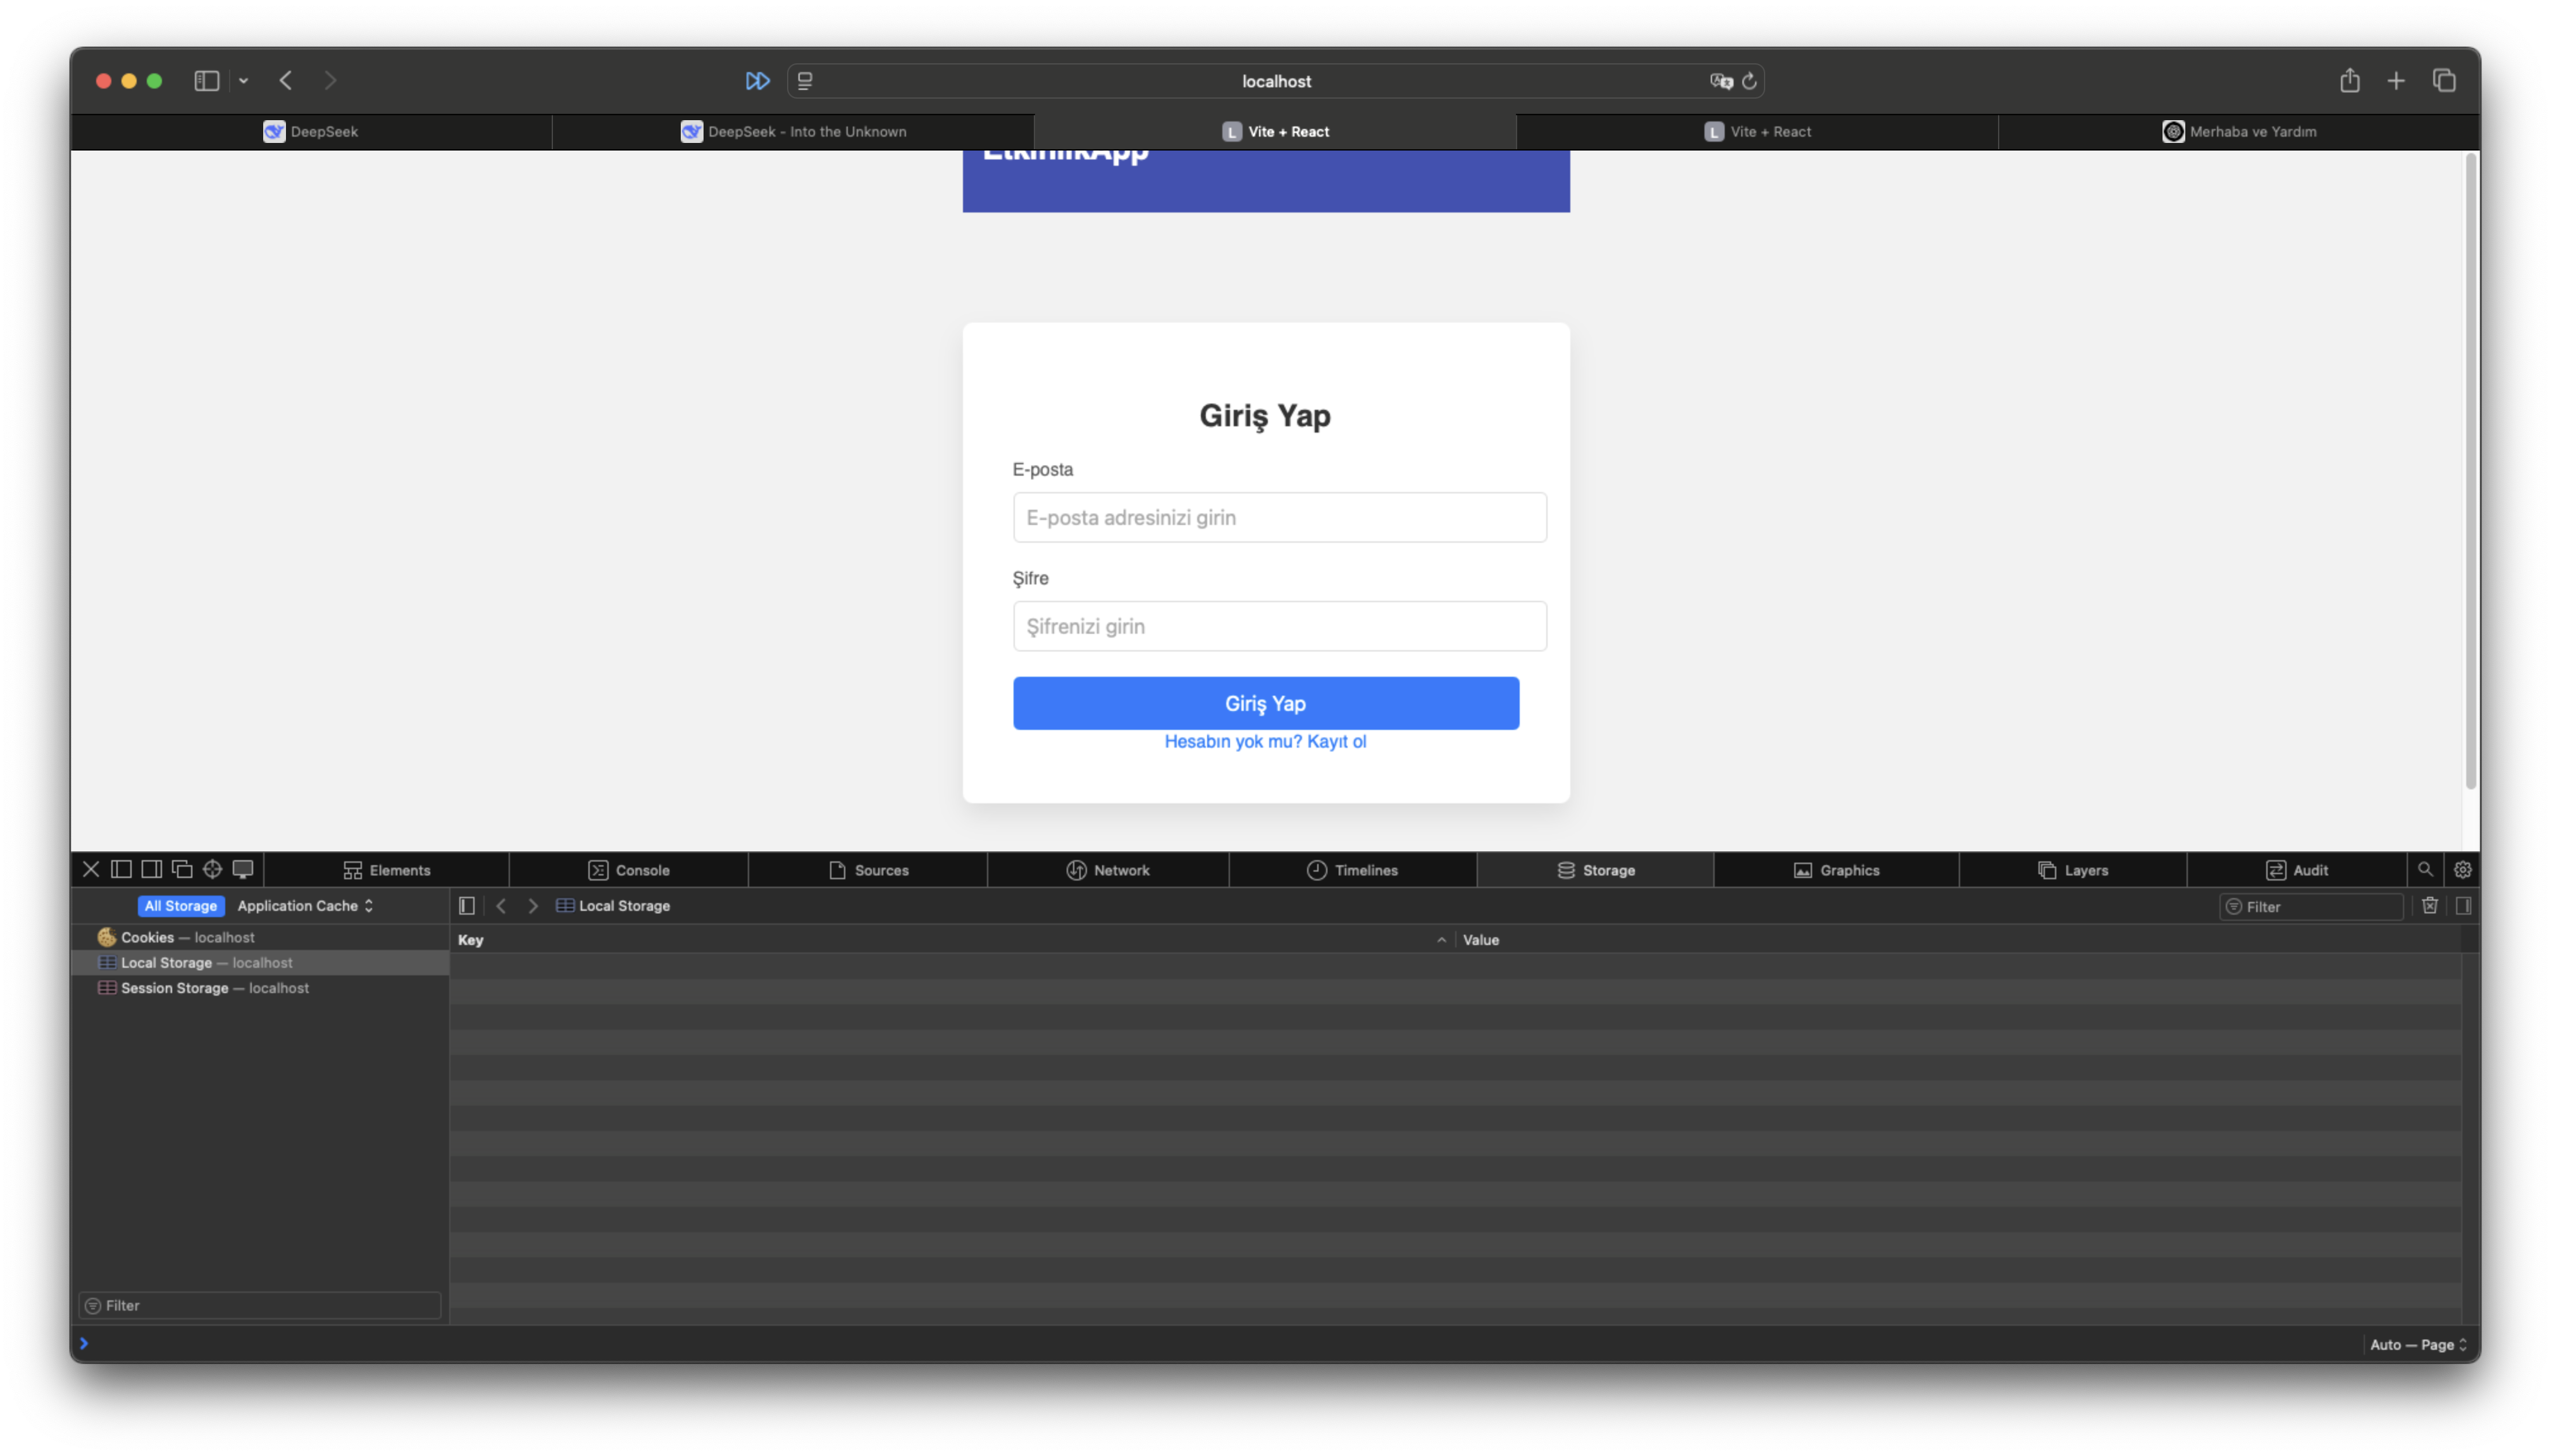 localhost
DeepSeek
DeepSeek - Into the Unknown
L Vite + React
L Vite + React
Merhaba ve Yardım
EtkinlikApp
Giriş Yap
E-posta
E-posta adresinizi girin
Şifre
Şifrenizi girin
Giriş Yap
Hesabın yok mu? Kayıt ol
Elements
Console
Sources
Network
Timelines
Storage
Graphics
Layers
Audit
All Storage
Application Cache
Local Storage
Filter
Cookies — localhost
Local Storage — localhost
Session Storage — localhost
Key
Value
Filter
Auto — Page